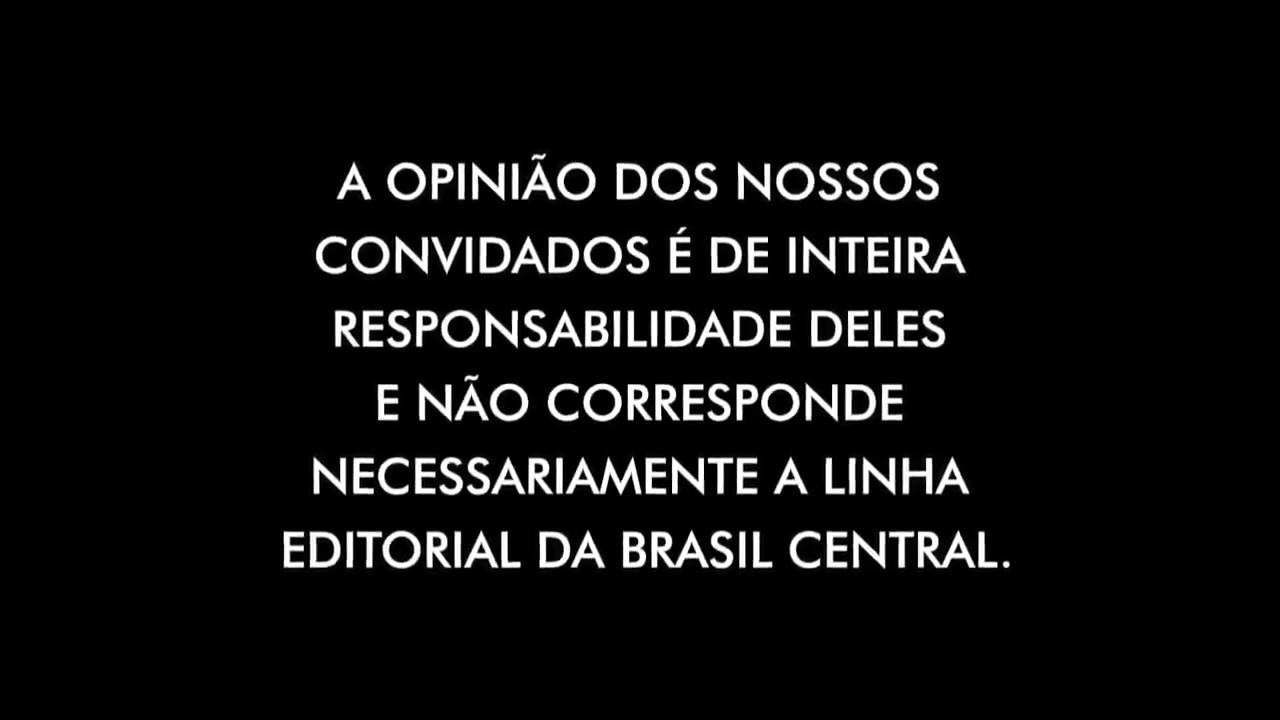 A OPINIÃO DOS NOSSOS
CONVIDADOS É DE INTEIRA
RESPONSABILIDADE DELES
E NÃO CORRESPONDE
NECESSARIAMENTE A LINHA
EDITORIAL DA BRASIL CENTRAL.